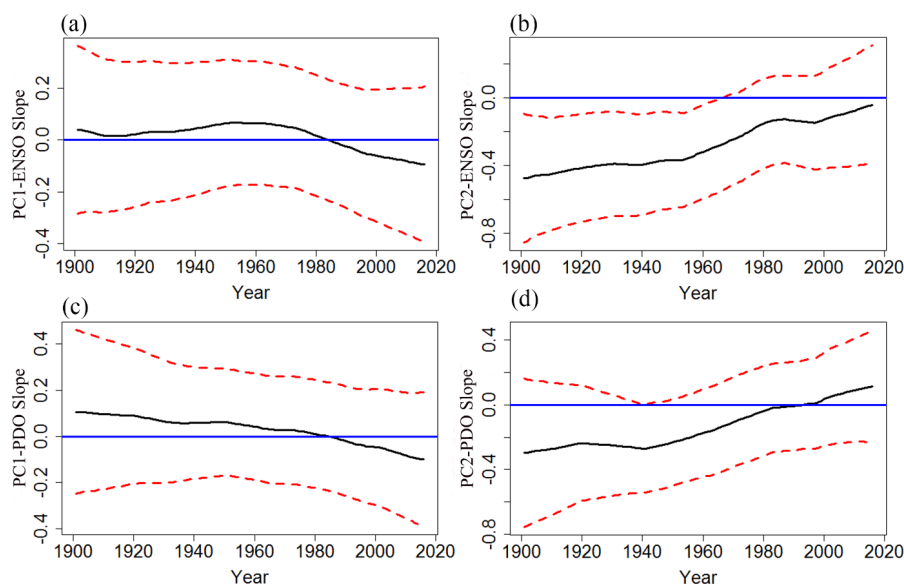 (a)
PC1-ENSO Slope
0.2
0.0
-0.2
-0.4
1900 1920 1940 1960 1980 2000 2020
Year
(b)
PC2-ENSO Slope
0.0
-0.4
-0.8
1900 1920 1940 1960 1980 2000 2020
Year
(c)
PC1-PDO Slope
0.4
0.2
0.0
-0.2
-0.4
1900 1920 1940 1960 1980 2000 2020
Year
(d)
PC2-PDO Slope
0.4
0.0
-0.4
-0.8
1900 1920 1940 1960 1980 2000 2020
Year